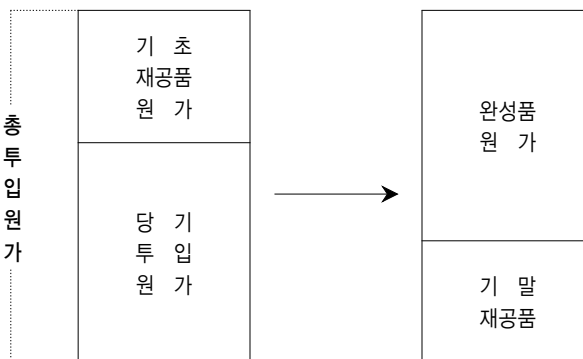 총
투
입
원
가
기 초
재공품
원 가
당 기
투 입
원 가
완성품
원 가
기 말
재공품